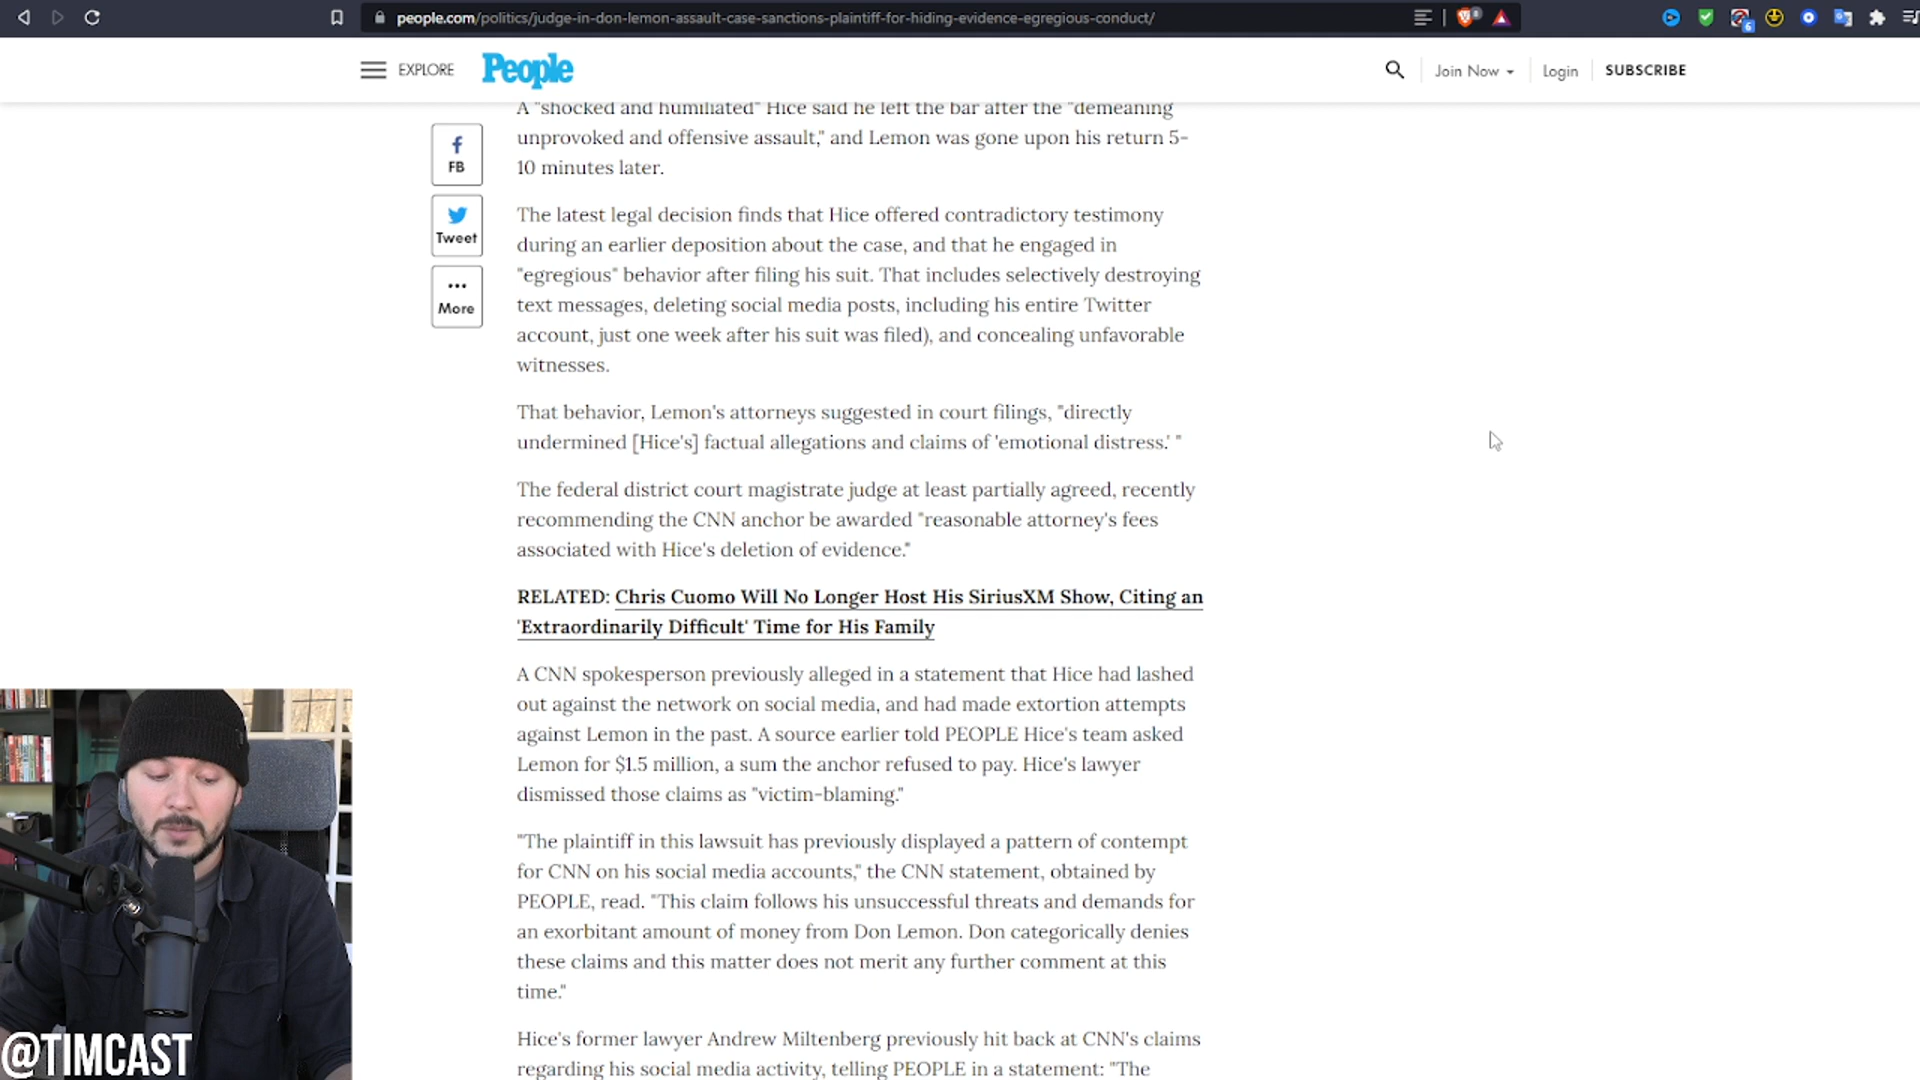 people.com/politics/judge-in-don-lemon-assault-case-sanctions-plaintiff-for-hiding-evidence-egregious-conduct/
EXPLORE
People
Join Now
Login
SUBSCRIBE
A "shocked and humiliated" Hice said he left the bar after the "demeaning
unprovoked and offensive assault," and Lemon was gone upon his return 5-
10 minutes later.
FB
Tweet
More
The latest legal decision finds that Hice offered contradictory testimony
during an earlier deposition about the case, and that he engaged in
"egregious" behavior after filing his suit. That includes selectively destroying
text messages, deleting social media posts, including his entire Twitter
account, just one week after his suit was filed), and concealing unfavorable
witnesses.
That behavior, Lemon's attorneys suggested in court filings, "directly
undermined [Hice's] factual allegations and claims of 'emotional distress.' "
The federal district court magistrate judge at least partially agreed, recently
recommending the CNN anchor be awarded "reasonable attorney's fees
associated with Hice's deletion of evidence."
RELATED: Chris Cuomo Will No Longer Host His SiriusXM Show, Citing an
'Extraordinarily Difficult' Time for His Family
A CNN spokesperson previously alleged in a statement that Hice had lashed
out against the network on social media, and had made extortion attempts
against Lemon in the past. A source earlier told PEOPLE Hice's team asked
Lemon for $1.5 million, a sum the anchor refused to pay. Hice's lawyer
dismissed those claims as "victim-blaming."
"The plaintiff in this lawsuit has previously displayed a pattern of contempt
for CNN on his social media accounts," the CNN statement, obtained by
PEOPLE, read. "This claim follows his unsuccessful threats and demands for
an exorbitant amount of money from Don Lemon. Don categorically denies
these claims and this matter does not merit any further comment at this
time."
Hice's former lawyer Andrew Miltenberg previously hit back at CNN's claims
regarding his social media activity, telling PEOPLE in a statement: "The
@TIMCAST